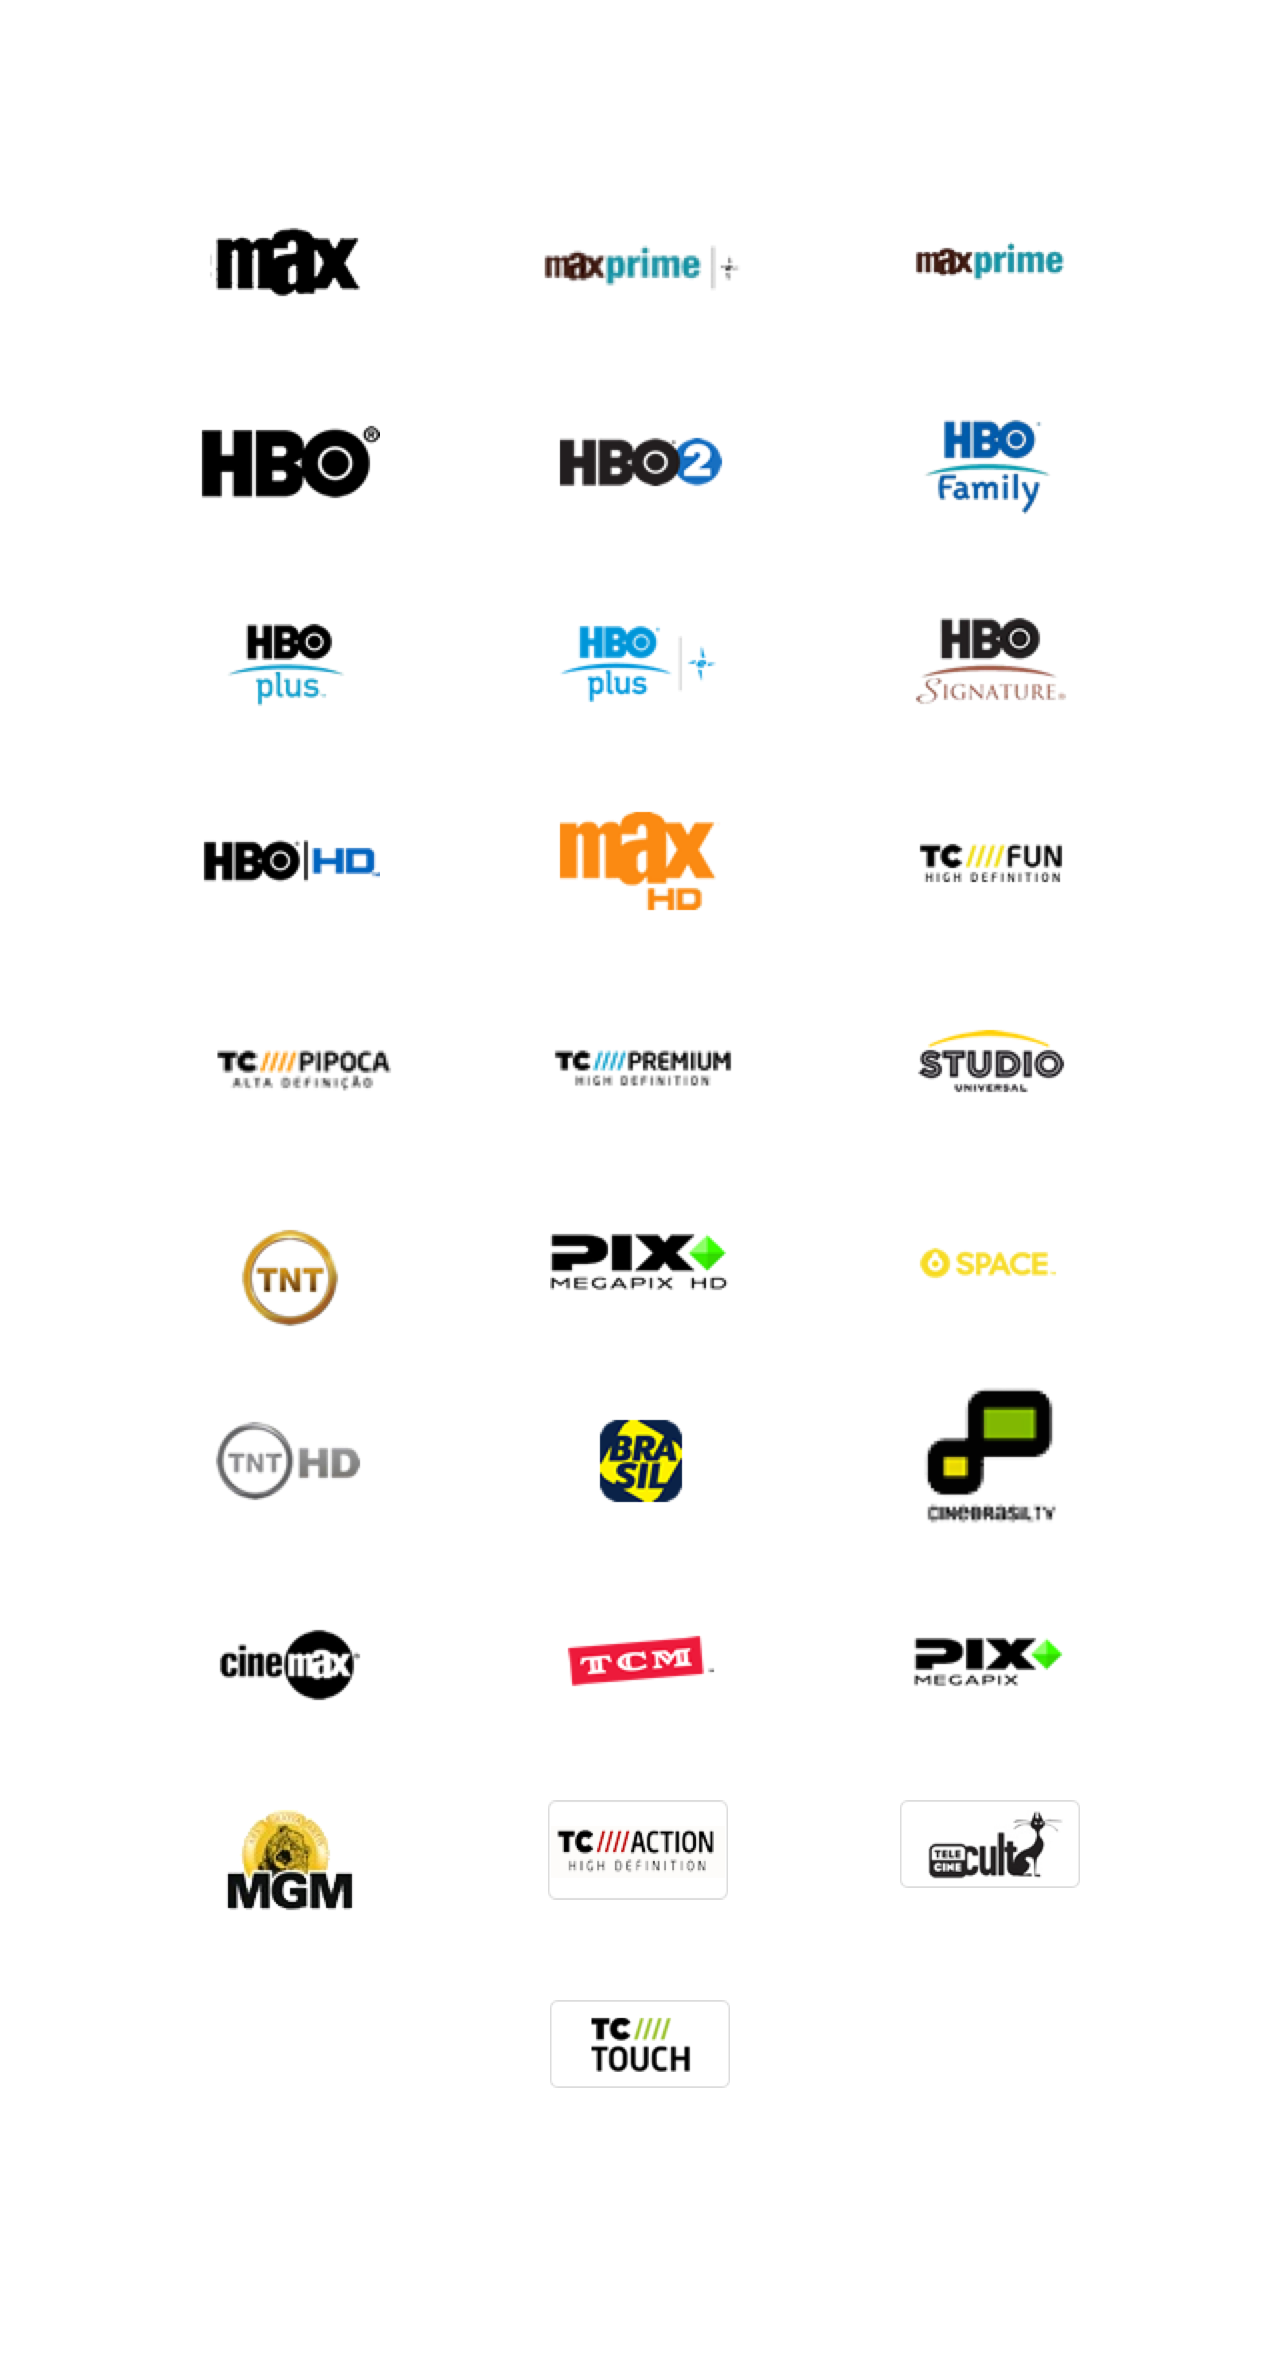 max
maxprime
maxprime
HBO®
HBO2
HBO
Family
HBO
plus
HBO
plus
HBO
SIGNATURE®
HBO|HD
max
HD
TC////FUN
HIGH DEFINITION
TC////PIPOCA
ALTA DEFINIÇÃO
TC////PREMIUM
HIGH DEFINITION
STUDIO
UNIVERSAL
TNT
PIX
MEGAPIX HD
SPACE
TNT HD
BRA
SIL
CINEBRASILTV
cinemax
TCM
PIX
MEGAPIX
MGM
TC////ACTION
HIGH DEFINITION
TELE
CINE cult
TC////
TOUCH